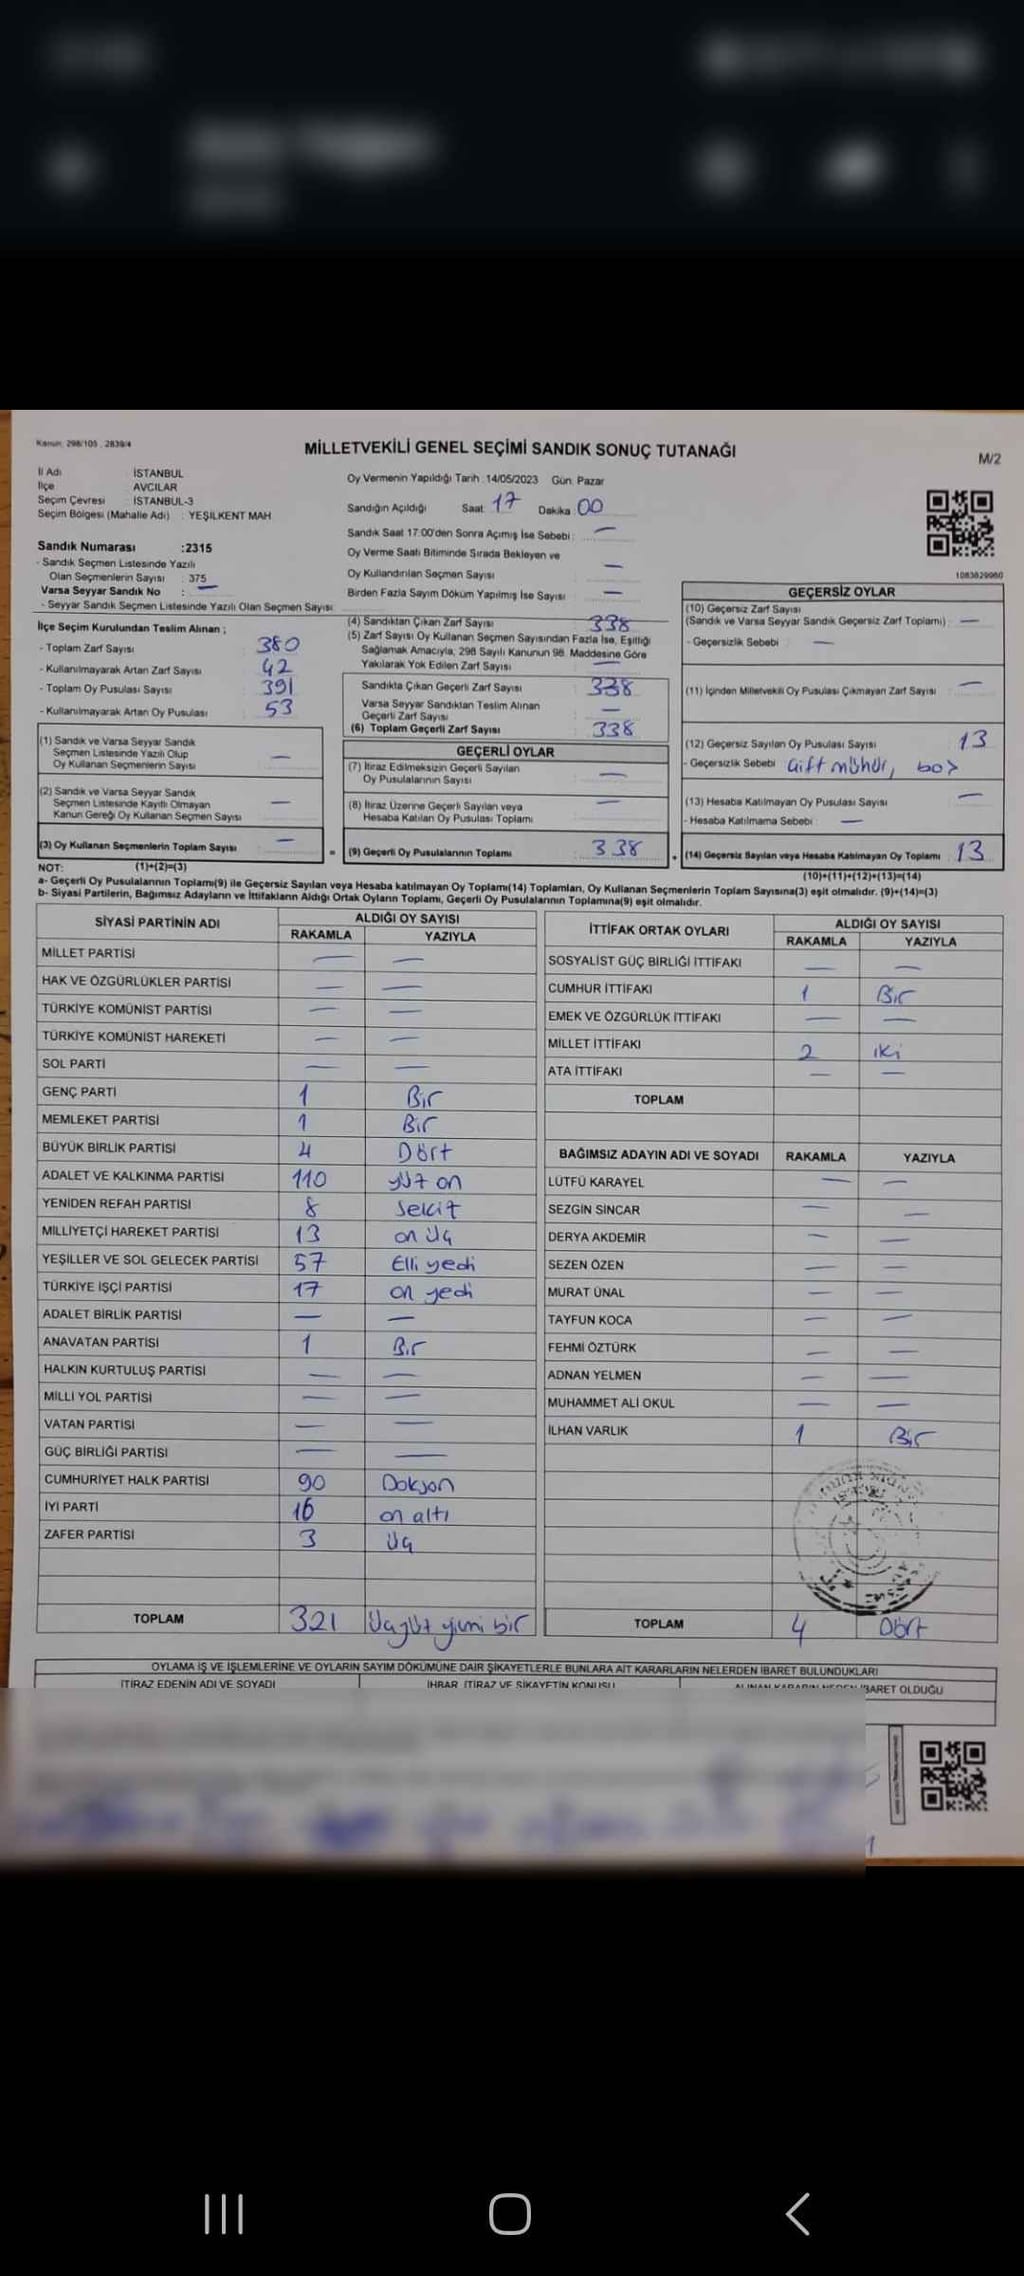 Kanun: 298/105 , 2839/4
MİLLETVEKİLİ GENEL SEÇİMİ SANDIK SONUÇ TUTANAĞI
M/2
İl Adı İSTANBUL
İlçe AVCILAR
Seçim Çevresi : İSTANBUL-3
Seçim Bölgesi (Mahalle Adı) : YEŞİLKENT MAH
Sandık Numarası :2315
- Sandık Seçmen Listesinde Yazılı
Olan Seçmenlerin Sayısı : 375
Varsa Seyyar Sandık No : —
- Seyyar Sandık Seçmen Listesinde Yazılı Olan Seçmen Sayısı
Oy Vermenin Yapıldığı Tarih :14/05/2023 Gün: Pazar
Sandığın Açıldığı Saat: 17 Dakika: 00
Sandık Saat 17:00'den Sonra Açımış İse Sebebi: —
Oy Verme Saati Bitiminde Sırada Bekleyen ve
Oy Kullandırılan Seçmen Sayısı —
Birden Fazla Sayım Döküm Yapılmış İse Sayısı —
1083829960
İlçe Seçim Kurulundan Teslim Alınan ;
- Toplam Zarf Sayısı : 380
- Kullanılmayarak Artan Zarf Sayısı : 42
- Toplam Oy Pusulası Sayısı : 391
- Kullanılmayarak Artan Oy Pusulası : 53
(1) Sandık ve Varsa Seyyar Sandık
Seçmen Listesinde Yazılı Olup
Oy Kullanan Seçmenlerin Sayısı —
(2) Sandık ve Varsa Seyyar Sandık
Seçmen Listesinde Kayıtlı Olmayan
Kanun Gereği Oy Kullanan Seçmen Sayısı —
(3) Oy Kullanan Seçmenlerin Toplam Sayısı —
(1)+(2)=(3)
(4) Sandıktan Çıkan Zarf Sayısı 338
(5) Zarf Sayısı Oy Kullanan Seçmen Sayısından Fazla İse, Eşitliği
Sağlamak Amacıyla, 298 Sayılı Kanunun 98. Maddesine Göre
Yakılarak Yok Edilen Zarf Sayısı —
Sandıkta Çıkan Geçerli Zarf Sayısı 338
Varsa Seyyar Sandıktan Teslim Alınan
Geçerli Zarf Sayısı —
(6) Toplam Geçerli Zarf Sayısı 338
GEÇERLİ OYLAR
(7) İtiraz Edilmeksizin Geçerli Sayılan
Oy Pusulalarının Sayısı —
(8) İtiraz Üzerine Geçerli Sayılan veya
Hesaba Katılan Oy Pusulası Toplamı —
= (9) Geçerli Oy Pusulalarının Toplamı 338
GEÇERSİZ OYLAR
(10) Geçersiz Zarf Sayısı
(Sandık ve Varsa Seyyar Sandık Geçersiz Zarf Toplamı) : —
- Geçersizlik Sebebi : —
(11) İçinden Milletvekili Oy Pusulası Çıkmayan Zarf Sayısı —
(12) Geçersiz Sayılan Oy Pusulası Sayısı : 13
- Geçersizlik Sebebi Çift mühür, boş
(13) Hesaba Katılmayan Oy Pusulası Sayısı —
- Hesaba Katılmama Sebebi : —
+ (14) Geçersiz Sayılan veya Hesaba Katılmayan Oy Toplamı 13
(10)+(11)+(12)+(13)=(14)
NOT:
a- Geçerli Oy Pusulalarının Toplamı(9) ile Geçersiz Sayılan veya Hesaba katılmayan Oy Toplamı(14) Toplamları, Oy Kullanan Seçmenlerin Toplam Sayısına(3) eşit olmalıdır. (9)+(14)=(3)
b- Siyasi Partilerin, Bağımsız Adayların ve İttifakların Aldığı Ortak Oyların Toplamı, Geçerli Oy Pusulalarının Toplamına(9) eşit olmalıdır.
SİYASİ PARTİNİN ADI ALDIĞI OY SAYISI
RAKAMLA YAZIYLA
MİLLET PARTİSİ — —
HAK VE ÖZGÜRLÜKLER PARTİSİ — —
TÜRKİYE KOMÜNİST PARTİSİ — —
TÜRKİYE KOMÜNİST HAREKETİ — —
SOL PARTİ — —
GENÇ PARTİ 1 Bir
MEMLEKET PARTİSİ 1 Bir
BÜYÜK BİRLİK PARTİSİ 4 Dört
ADALET VE KALKINMA PARTİSİ 110 yüz on
YENİDEN REFAH PARTİSİ 8 sekiz
MİLLİYETÇİ HAREKET PARTİSİ 13 on üç
YEŞİLLER VE SOL GELECEK PARTİSİ 57 Elli yedi
TÜRKİYE İŞÇİ PARTİSİ 17 on yedi
ADALET BİRLİK PARTİSİ — —
ANAVATAN PARTİSİ 1 Bir
HALKIN KURTULUŞ PARTİSİ — —
MİLLİ YOL PARTİSİ — —
VATAN PARTİSİ — —
GÜÇ BİRLİĞİ PARTİSİ — —
CUMHURİYET HALK PARTİSİ 90 Doksan
İYİ PARTİ 16 on altı
ZAFER PARTİSİ 3 üç
TOPLAM 321 Üçyüz yirmi bir
İTTİFAK ORTAK OYLARI ALDIĞI OY SAYISI
RAKAMLA YAZIYLA
SOSYALİST GÜÇ BİRLİĞİ İTTİFAKI — —
CUMHUR İTTİFAKI 1 Bir
EMEK VE ÖZGÜRLÜK İTTİFAKI — —
MİLLET İTTİFAKI 2 iki
ATA İTTİFAKI — —
TOPLAM
BAĞIMSIZ ADAYIN ADI VE SOYADI RAKAMLA YAZIYLA
LÜTFÜ KARAYEL — —
SEZGİN SİNCAR — —
DERYA AKDEMİR — —
SEZEN ÖZEN — —
MURAT ÜNAL — —
TAYFUN KOCA — —
FEHMİ ÖZTÜRK — —
ADNAN YELMEN — —
MUHAMMET ALİ OKUL — —
İLHAN VARLIK 1 Bir
TOPLAM 4 Dört
OYLAMA İŞ VE İŞLEMLERİNE VE OYLARIN SAYIM DÖKÜMÜNE DAİR ŞİKAYETLERLE BUNLARA AİT KARARLARIN NELERDEN İBARET BULUNDUKLARI
İTİRAZ EDENİN ADI VE SOYADI İHBAR, İTİRAZ VE ŞİKAYETİN KONUSU ALINAN KARARIN NEDEN İBARET OLDUĞU